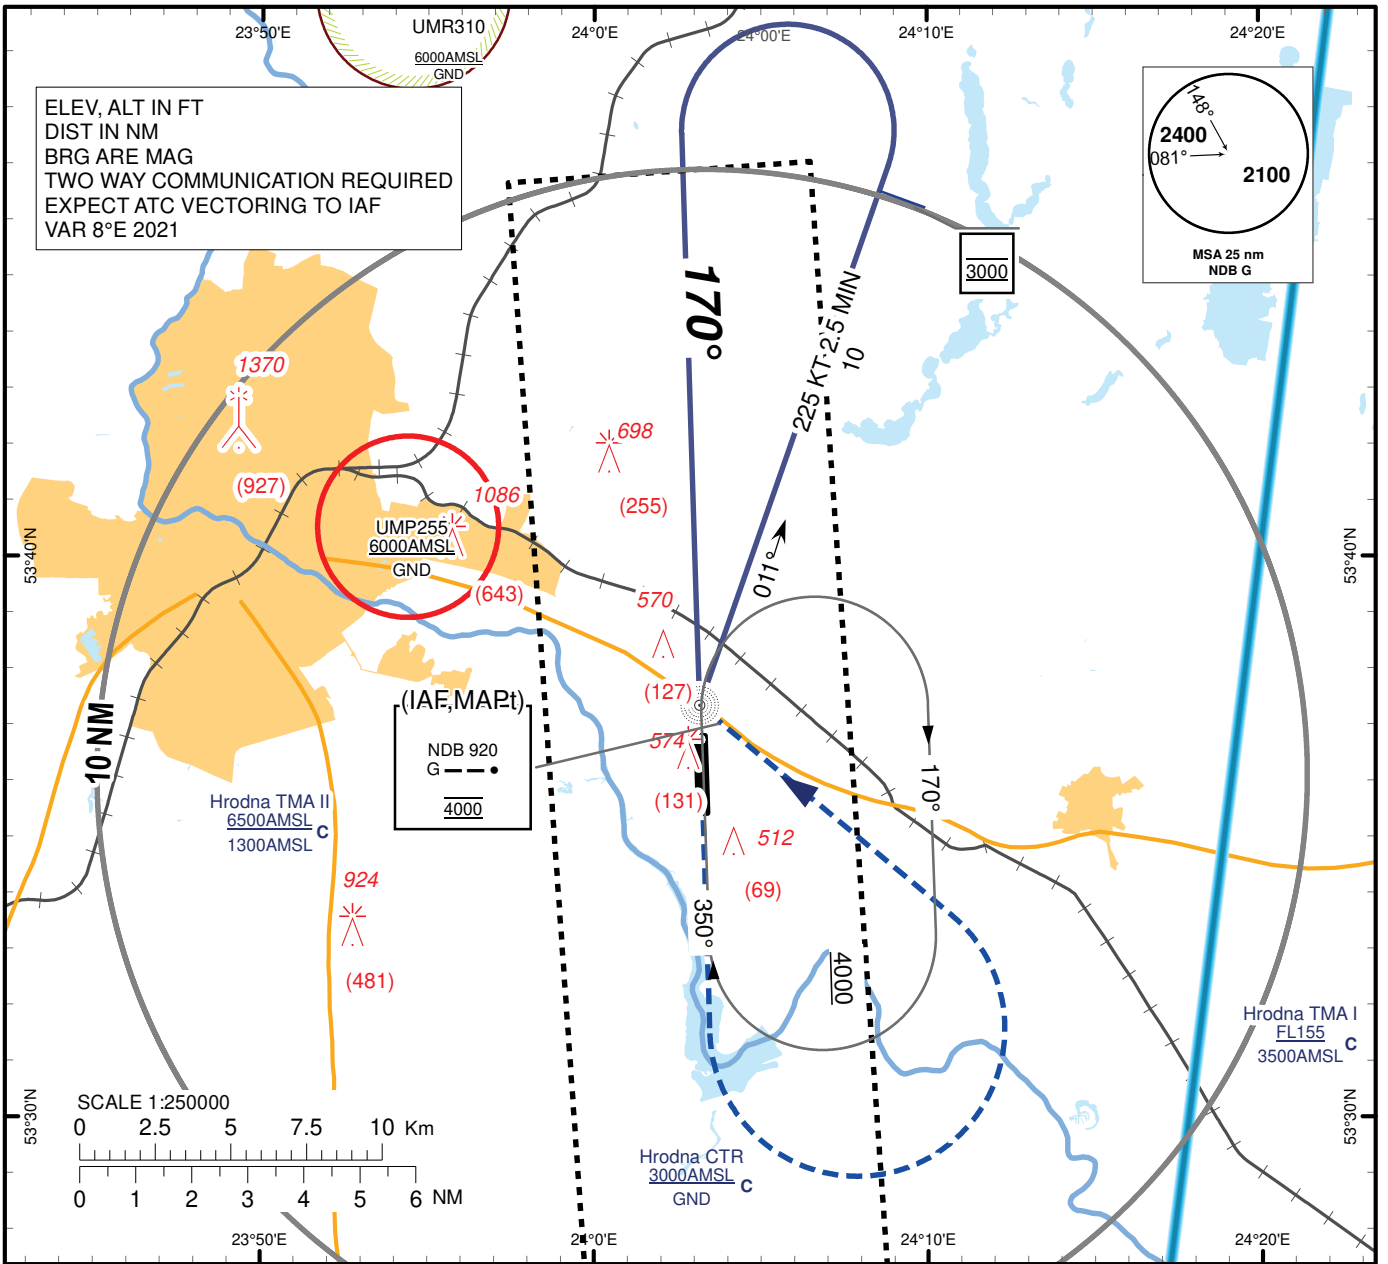 23°50'E
24°0'E
24°00'E
24°10'E
24°20'E
UMR310
6000AMSL
GND
ELEV, ALT IN FT
DIST IN NM
BRG ARE MAG
TWO WAY COMMUNICATION REQUIRED
EXPECT ATC VECTORING TO IAF
VAR 8°E 2021
148°
2400
081°
2100
MSA 25 nm
NDB G
3000
170°
225 KT 2.5 MIN
10
011°
1370
(927)
698
(255)
1086
UMP255
6000AMSL
GND
(643)
53°40'N
53°40'N
570
(127)
(IAF,MAPt)
NDB 920
G
4000
574
(131)
10 NM
Hrodna TMA II
6500AMSL
C
1300AMSL
170°
512
(69)
924
(481)
350°
4000
Hrodna TMA I
FL155
C
3500AMSL
53°30'N
53°30'N
SCALE 1:250000
0 2.5 5 7.5 10 Km
0 1 2 3 4 5 6 NM
Hrodna CTR
3000AMSL
C
GND
23°50'E
24°0'E
24°10'E
24°20'E